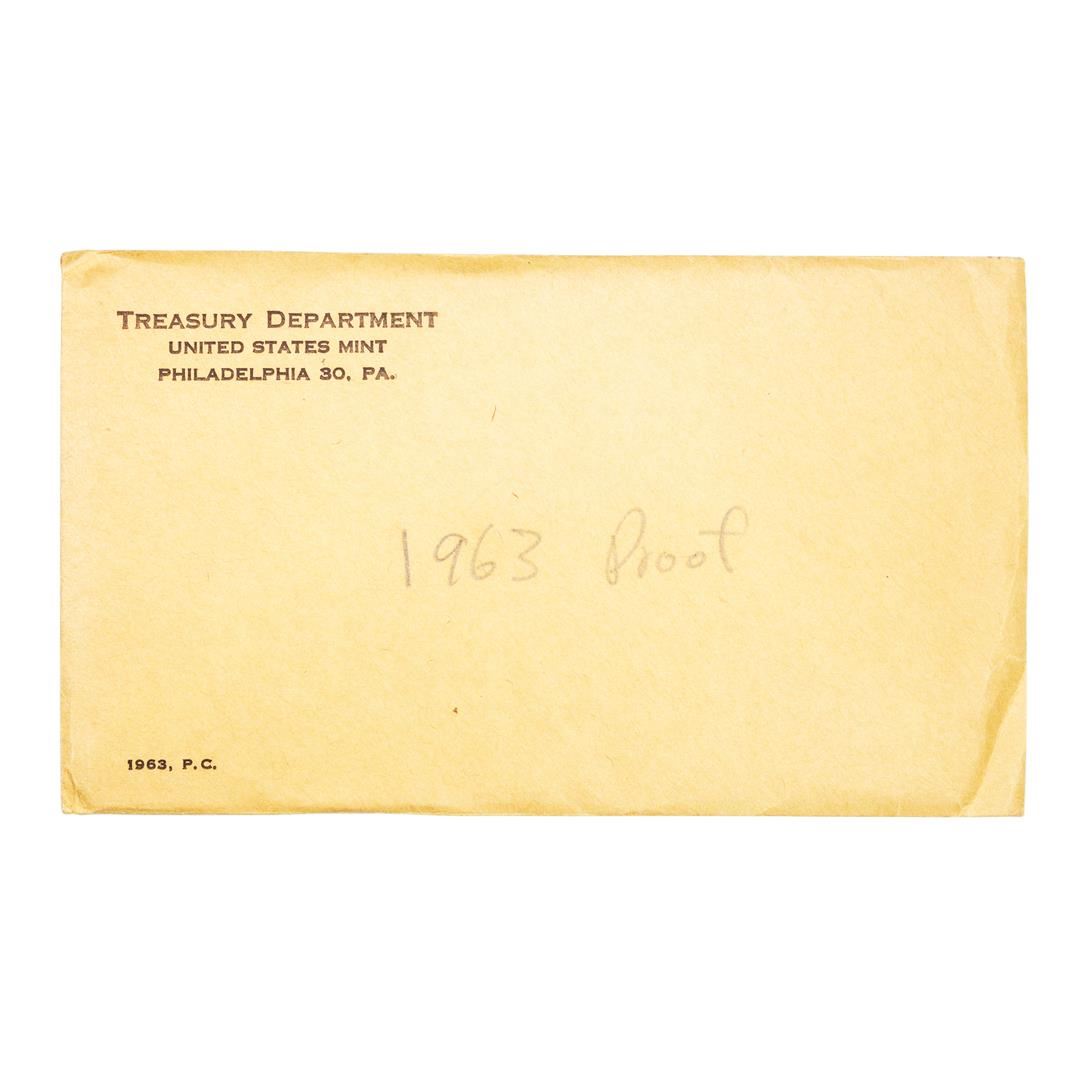 TREASURY DEPARTMENT
UNITED STATES MINT
PHILADELPHIA 30, PA.
1963 Proof
1963, P.C.